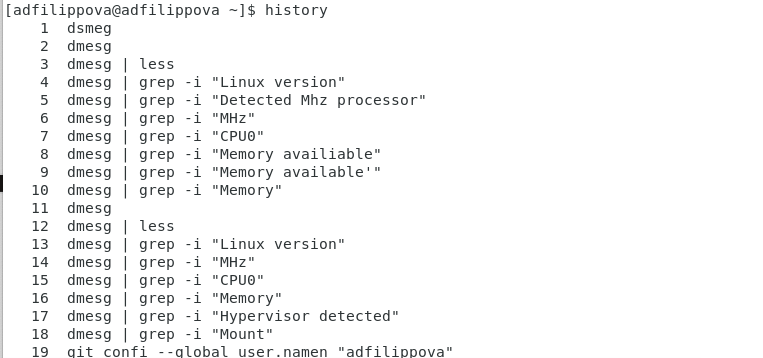 [adfilippova@adfilippova ~]$ history
1 dsmeg
2 dmesg
3 dmesg | less
4 dmesg | grep -i "Linux version"
5 dmesg | grep -i "Detected Mhz processor"
6 dmesg | grep -i "MHz"
7 dmesg | grep -i "CPU0"
8 dmesg | grep -i "Memory availiable"
9 dmesg | grep -i "Memory available'"
10 dmesg | grep -i "Memory"
11 dmesg
12 dmesg | less
13 dmesg | grep -i "Linux version"
14 dmesg | grep -i "MHz"
15 dmesg | grep -i "CPU0"
16 dmesg | grep -i "Memory"
17 dmesg | grep -i "Hypervisor detected"
18 dmesg | grep -i "Mount"
19 git confi --global user.namen "adfilippova"